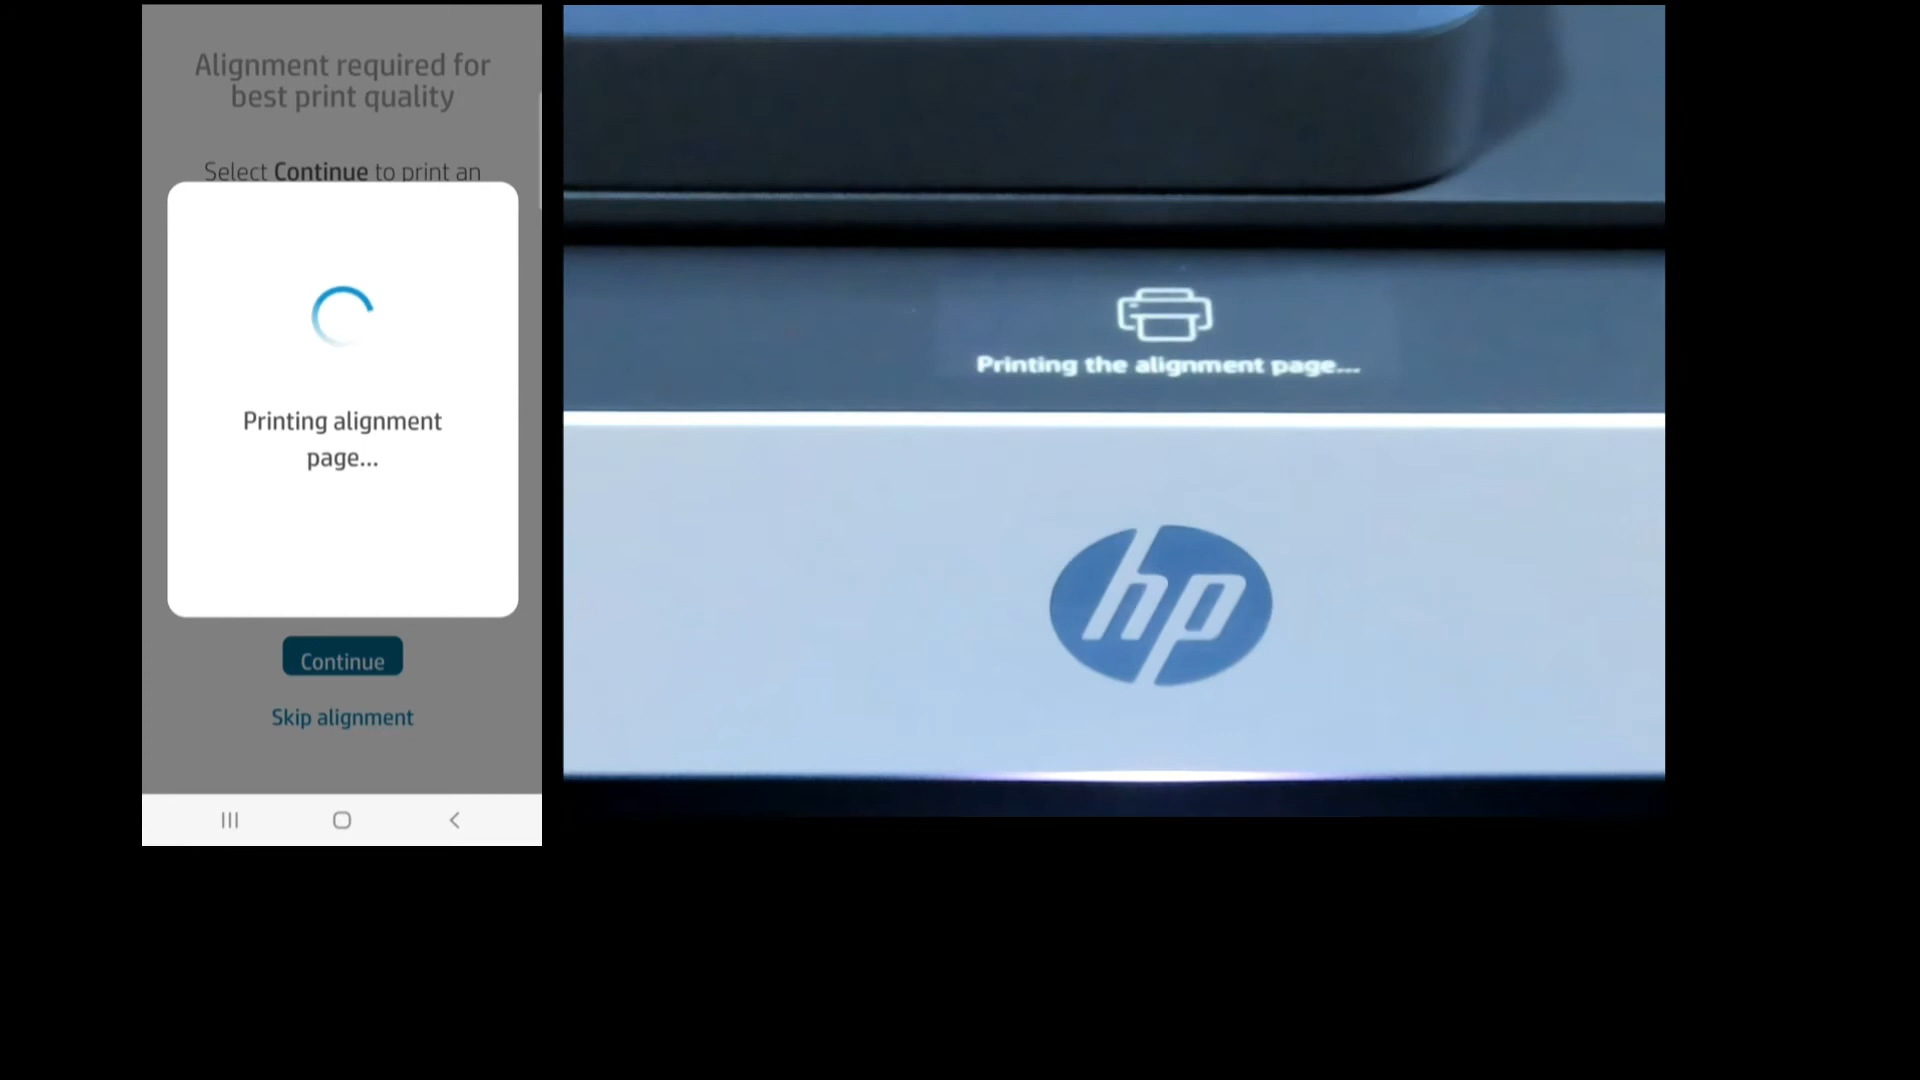 Alignment required for
best print quality
Select Continue to print an
Printing alignment
page...
Continue
Skip alignment
Printing the alignment page...
hp